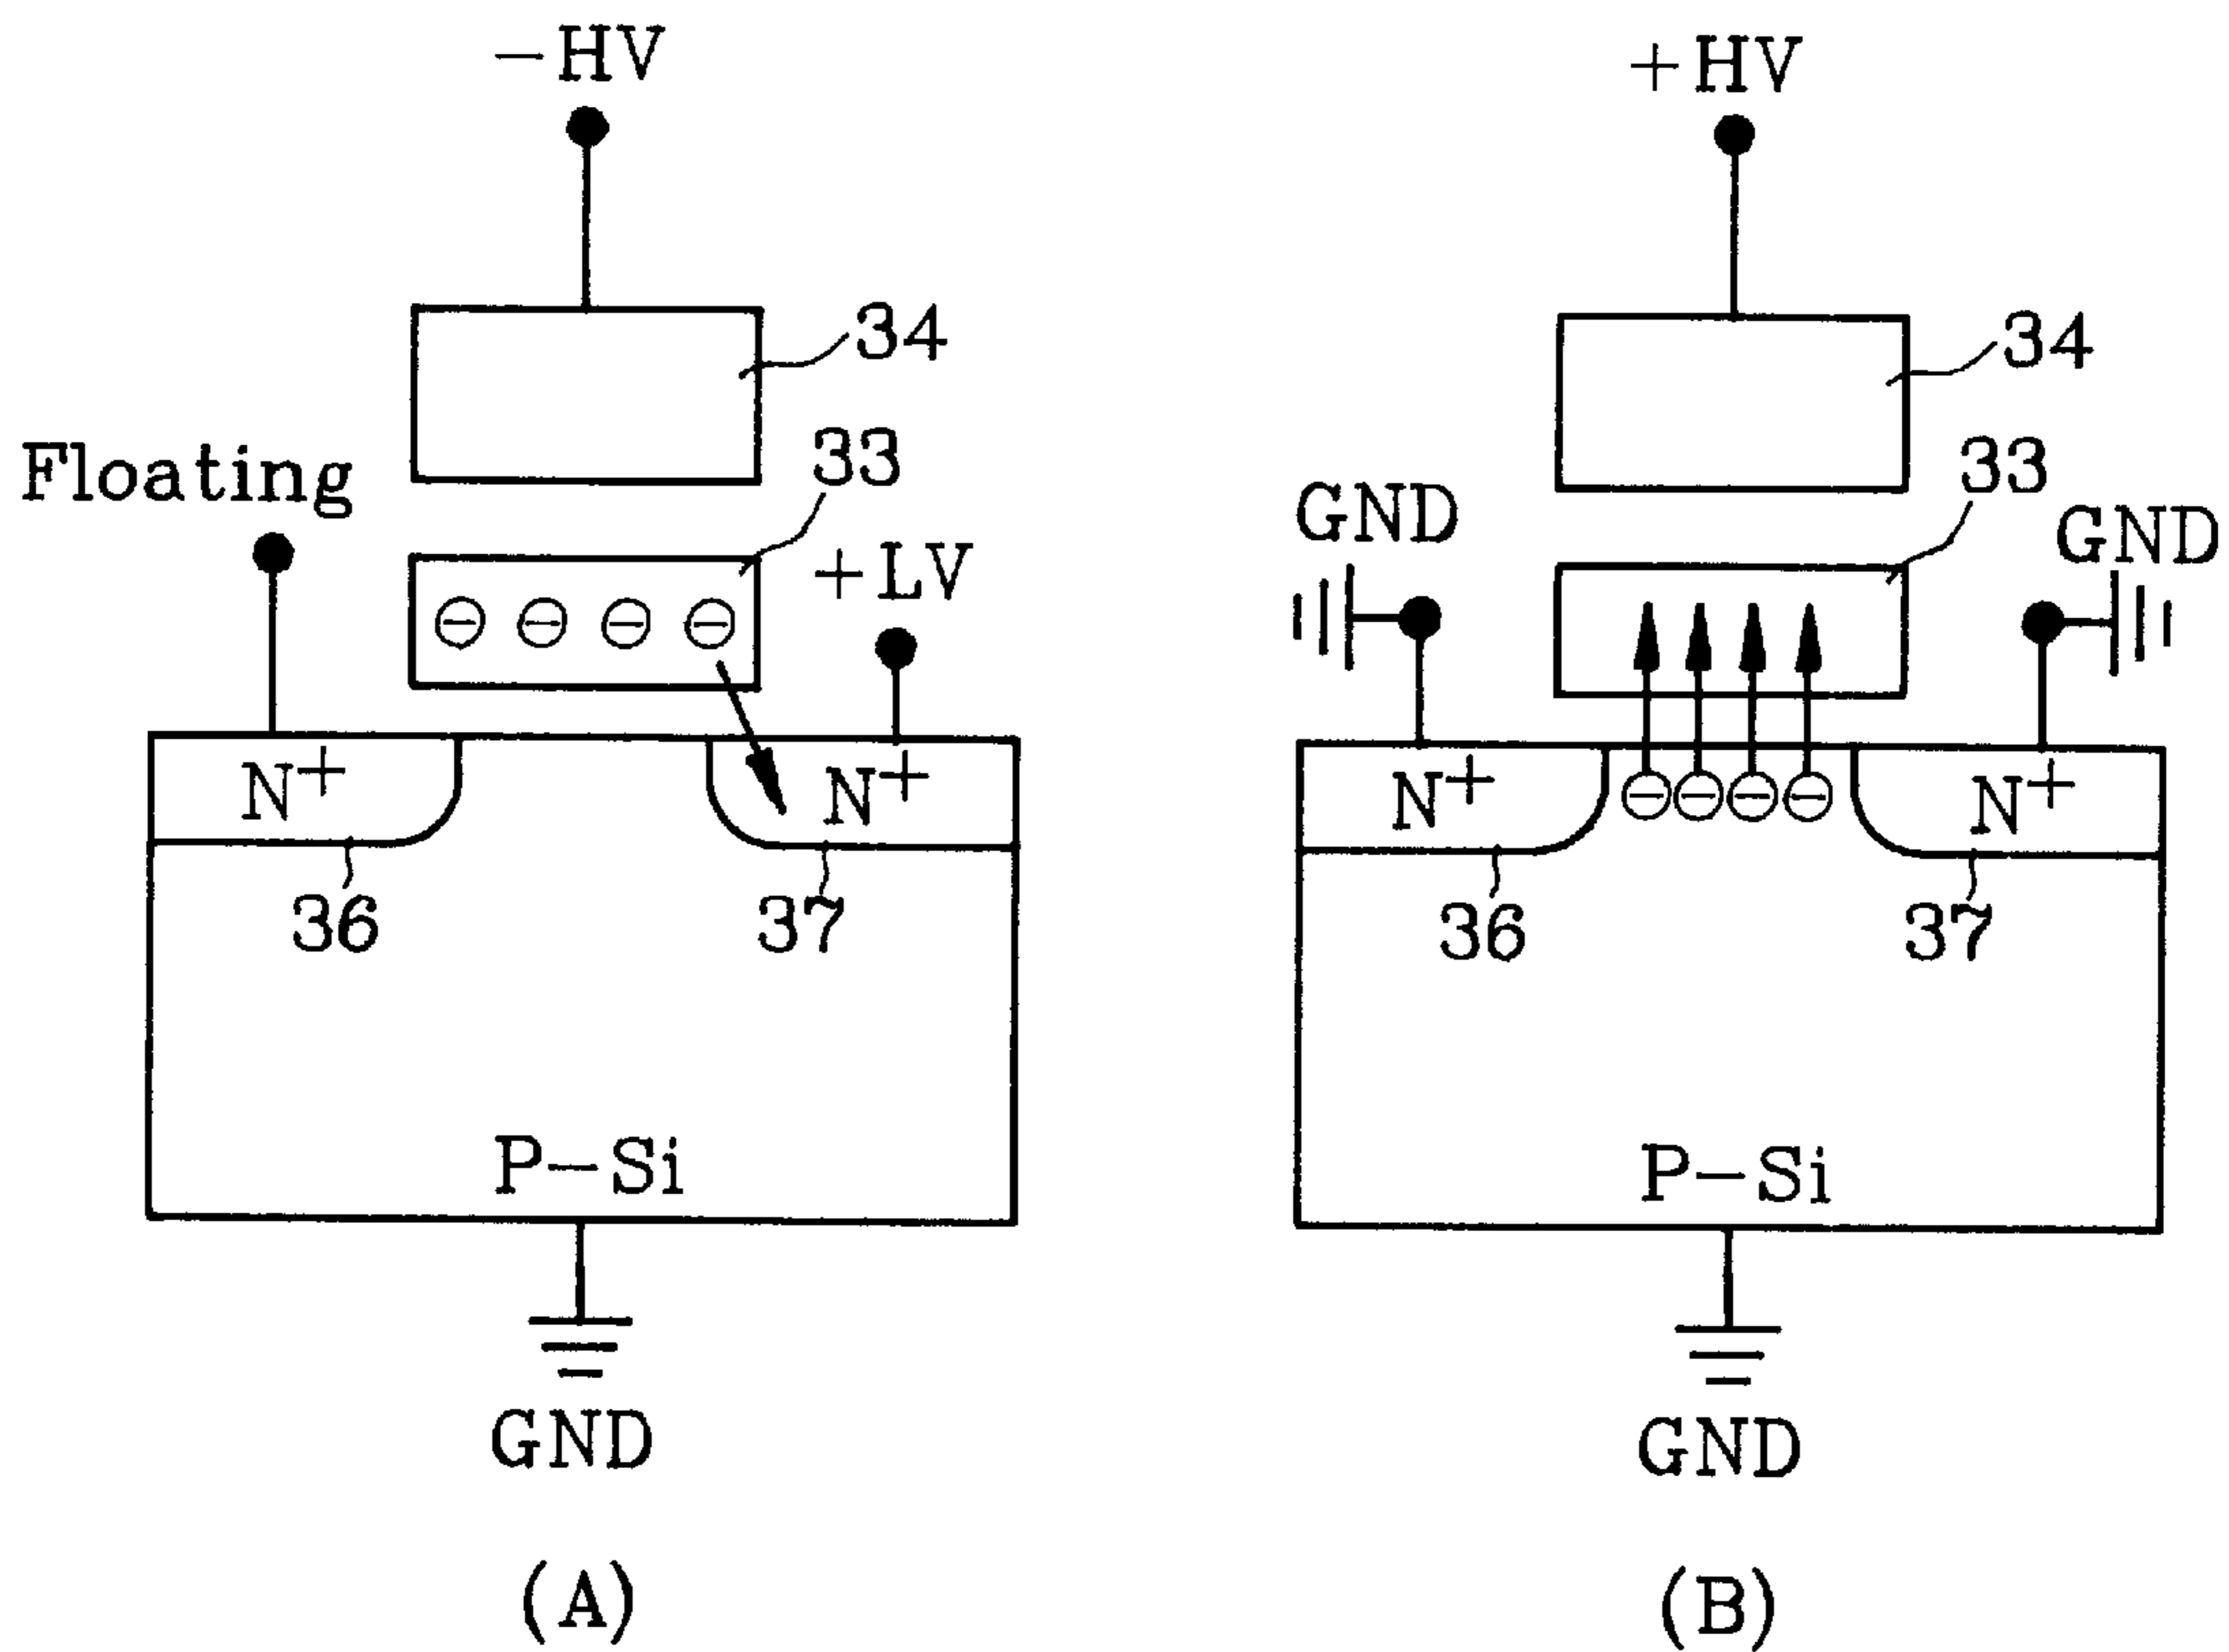 −HV
34
33
Floating
+LV
⊖ ⊖ ⊖ ⊖
N+
N+
36
37
P−Si
GND
(A)
+HV
34
33
GND
GND
N+
⊖⊖⊖⊖
N+
36
37
P−Si
GND
(B)